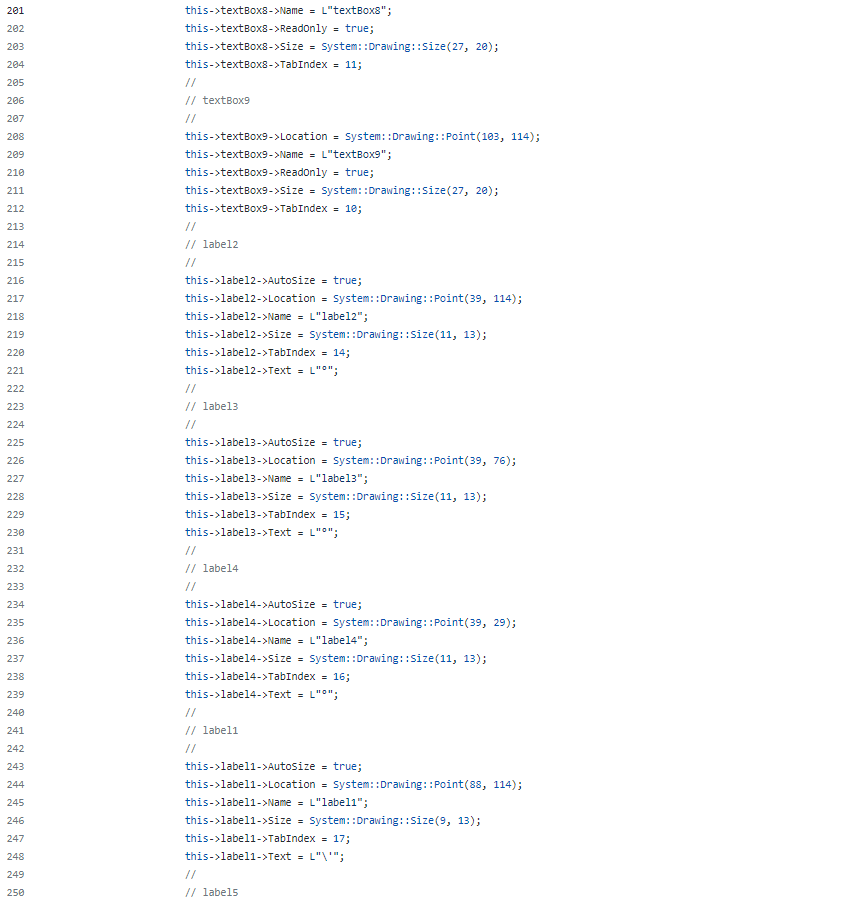 201 this->textBox8->Name = L"textBox8";
202 this->textBox8->ReadOnly = true;
203 this->textBox8->Size = System::Drawing::Size(27, 20);
204 this->textBox8->TabIndex = 11;
205 //
206 // textBox9
207 //
208 this->textBox9->Location = System::Drawing::Point(103, 114);
209 this->textBox9->Name = L"textBox9";
210 this->textBox9->ReadOnly = true;
211 this->textBox9->Size = System::Drawing::Size(27, 20);
212 this->textBox9->TabIndex = 10;
213 //
214 // label2
215 //
216 this->label2->AutoSize = true;
217 this->label2->Location = System::Drawing::Point(39, 114);
218 this->label2->Name = L"label2";
219 this->label2->Size = System::Drawing::Size(11, 13);
220 this->label2->TabIndex = 14;
221 this->label2->Text = L"°";
222 //
223 // label3
224 //
225 this->label3->AutoSize = true;
226 this->label3->Location = System::Drawing::Point(39, 76);
227 this->label3->Name = L"label3";
228 this->label3->Size = System::Drawing::Size(11, 13);
229 this->label3->TabIndex = 15;
230 this->label3->Text = L"°";
231 //
232 // label4
233 //
234 this->label4->AutoSize = true;
235 this->label4->Location = System::Drawing::Point(39, 29);
236 this->label4->Name = L"label4";
237 this->label4->Size = System::Drawing::Size(11, 13);
238 this->label4->TabIndex = 16;
239 this->label4->Text = L"°";
240 //
241 // label1
242 //
243 this->label1->AutoSize = true;
244 this->label1->Location = System::Drawing::Point(88, 114);
245 this->label1->Name = L"label1";
246 this->label1->Size = System::Drawing::Size(9, 13);
247 this->label1->TabIndex = 17;
248 this->label1->Text = L"\'";
249 //
250 // label5